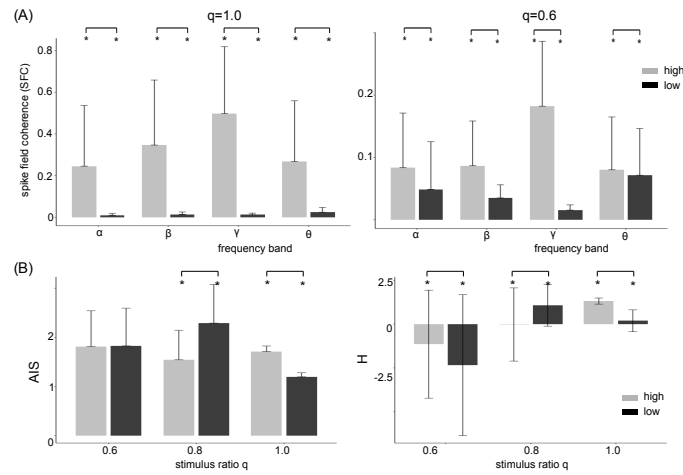 (A)
q=1.0
q=0.6
* * * * * * * *
* * * * * * * *
spike field coherence (SFC)
0.8
0.6
0.4
0.2
0
α β γ θ
frequency band
0.2
0.1
α β γ θ
frequency band
high
low
(B)
* * * *
AIS
2
1
0
0.6 0.8 1.0
stimulus ratio q
* * * * * *
H
2.5
0
-2.5
0.6 0.8 1.0
stimulus ratio q
high
low